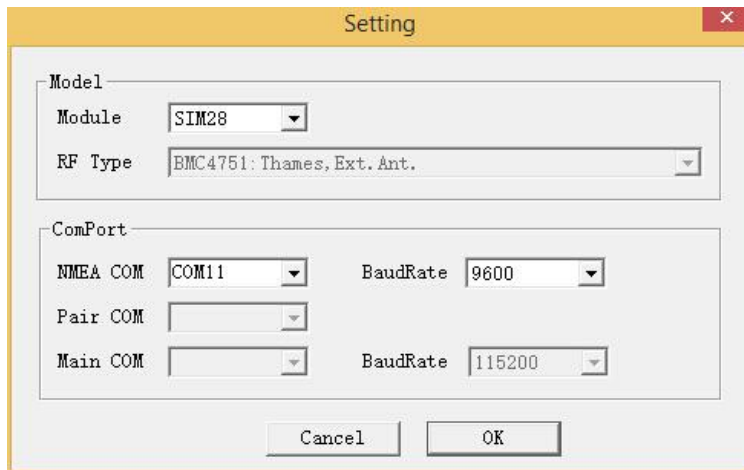 Setting
Model
Module SIM28
RF Type BMC4751:Thames,Ext.Ant.
ComPort
NMEA COM COM11 BaudRate 9600
Pair COM
Main COM BaudRate 115200
Cancel OK